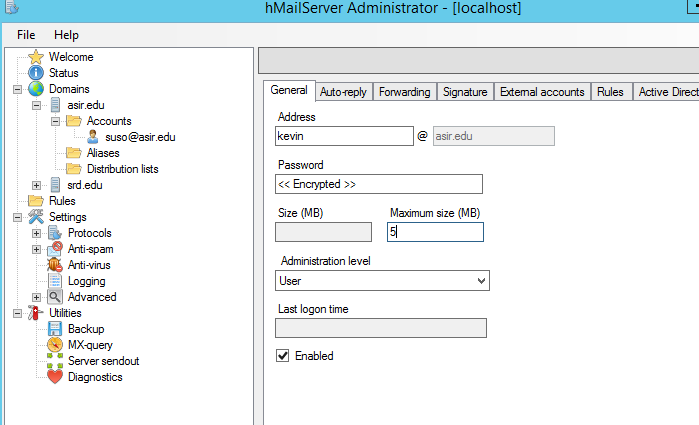 hMailServer Administrator - [localhost]
File Help
Welcome
Status
Domains
asir.edu
Accounts
suso@asir.edu
Aliases
Distribution lists
srd.edu
Rules
Settings
Protocols
Anti-spam
Anti-virus
Logging
Advanced
Utilities
Backup
MX-query
Server sendout
Diagnostics
General Auto-reply Forwarding Signature External accounts Rules Active Direct
Address
kevin @ asir.edu
Password
<< Encrypted >>
Size (MB) Maximum size (MB)
5
Administration level
User
Last logon time
Enabled